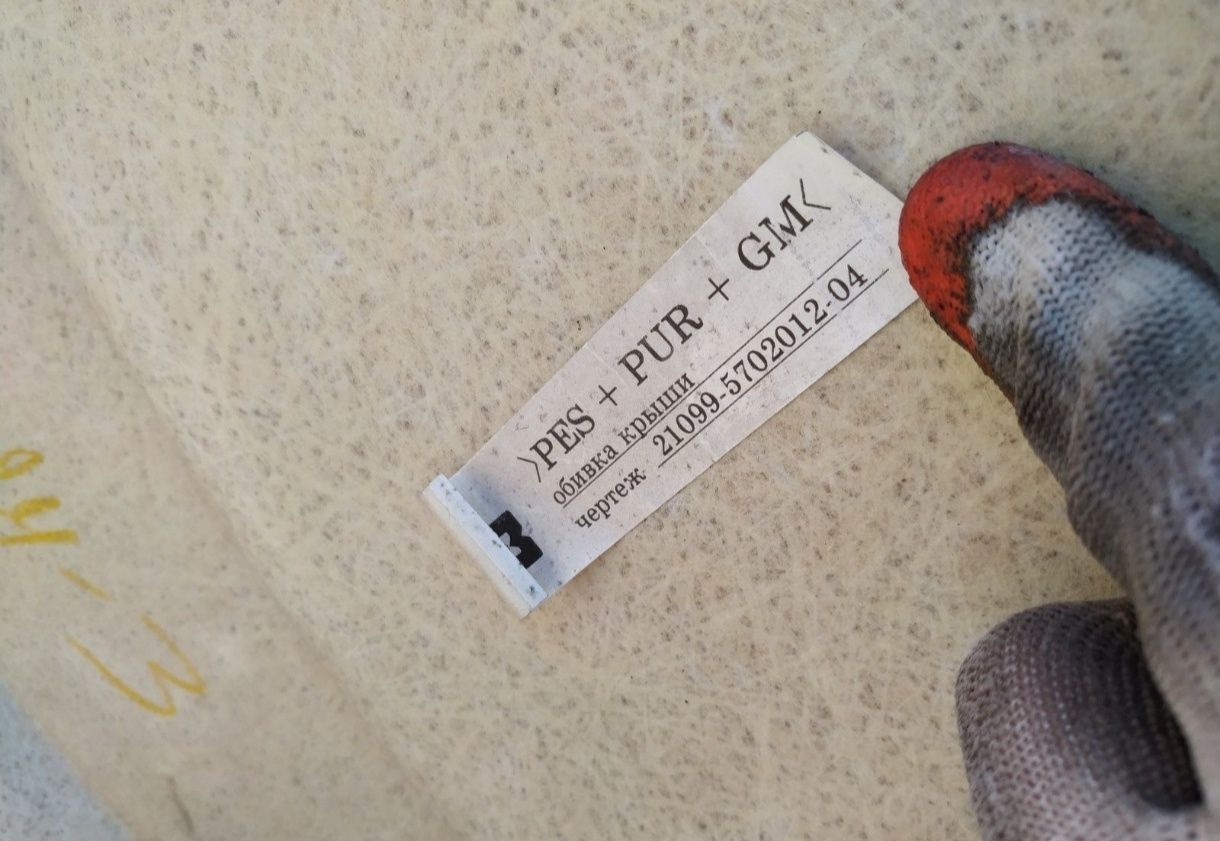 >PES + PUR + GM<
обивка крыши
чертеж 21099-5702012-04